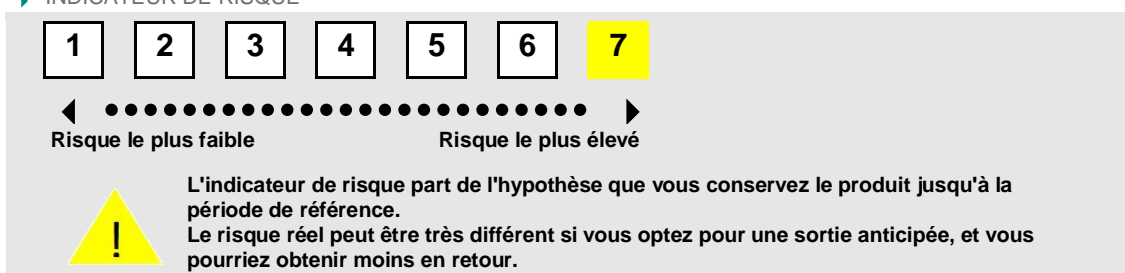 INDICATEUR DE RISQUE
1 2 3 4 5 6 7
Risque le plus faible Risque le plus élevé
L'indicateur de risque part de l'hypothèse que vous conservez le produit jusqu'à la
période de référence.
! Le risque réel peut être très différent si vous optez pour une sortie anticipée, et vous
pourriez obtenir moins en retour.